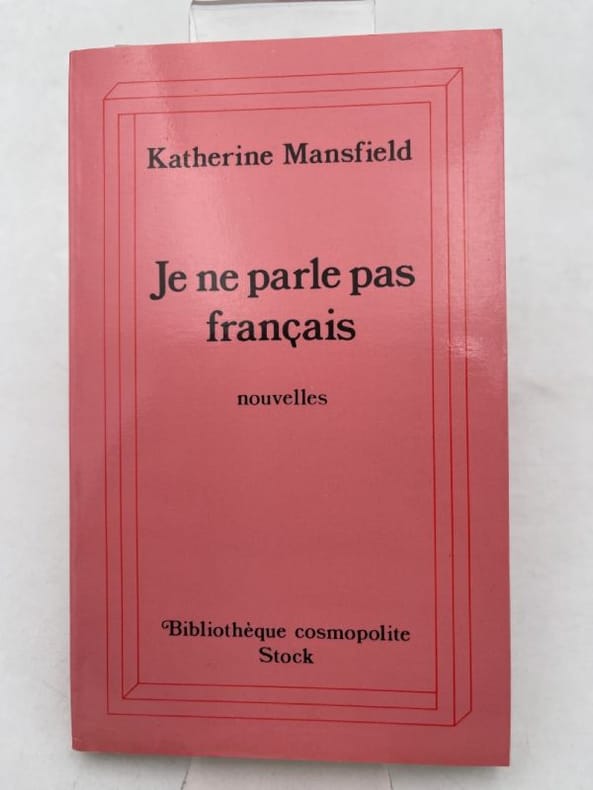 Katherine Mansfield
Je ne parle pas
français
nouvelles
Bibliothèque cosmopolite
Stock